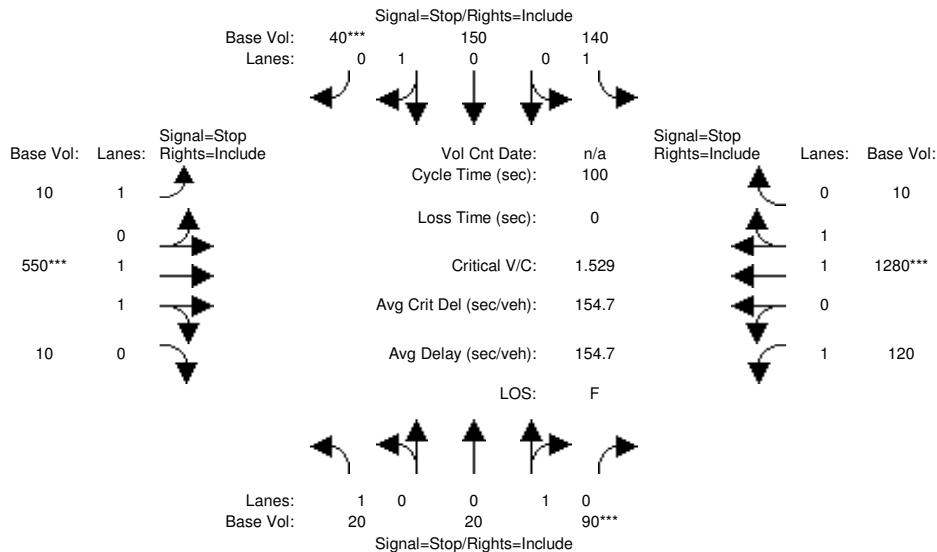 Signal=Stop/Rights=Include
Base Vol: 40*** 150 140
Lanes: 0 1 0 0 1
Signal=Stop
Rights=Include
Base Vol: Lanes:
10 1
0
550*** 1
1
10 0
Vol Cnt Date: n/a
Cycle Time (sec): 100
Loss Time (sec): 0
Critical V/C: 1.529
Avg Crit Del (sec/veh): 154.7
Avg Delay (sec/veh): 154.7
LOS: F
Signal=Stop
Rights=Include
Lanes: Base Vol:
0 10
1
1 1280***
0
1 120
Lanes: 1 0 0 1 0
Base Vol: 20 20 90***
Signal=Stop/Rights=Include